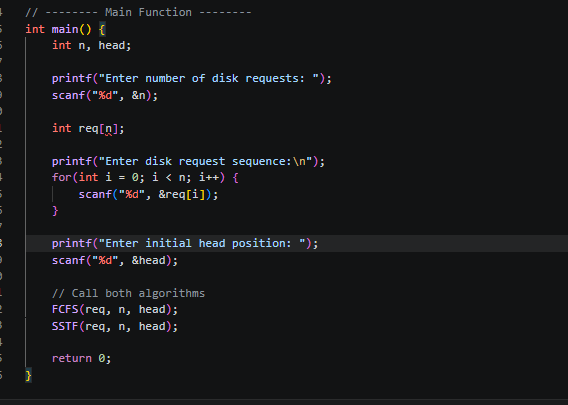 // -------- Main Function --------
int main() {
int n, head;
printf("Enter number of disk requests: ");
scanf("%d", &n);
int req[n];
printf("Enter disk request sequence:\n");
for(int i = 0; i < n; i++) {
scanf("%d", &req[i]);
}
printf("Enter initial head position: ");
scanf("%d", &head);
// Call both algorithms
FCFS(req, n, head);
SSTF(req, n, head);
return 0;
}